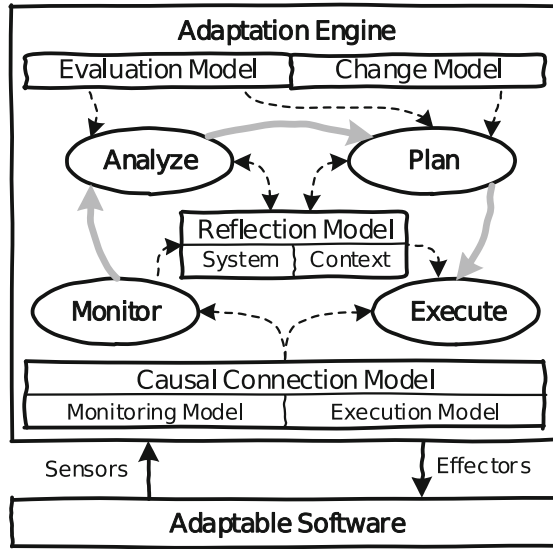 Adaptation Engine
Evaluation Model
Change Model
Analyze
Plan
Reflection Model
System
Context
Monitor
Execute
Causal Connection Model
Monitoring Model
Execution Model
Sensors
Effectors
Adaptable Software